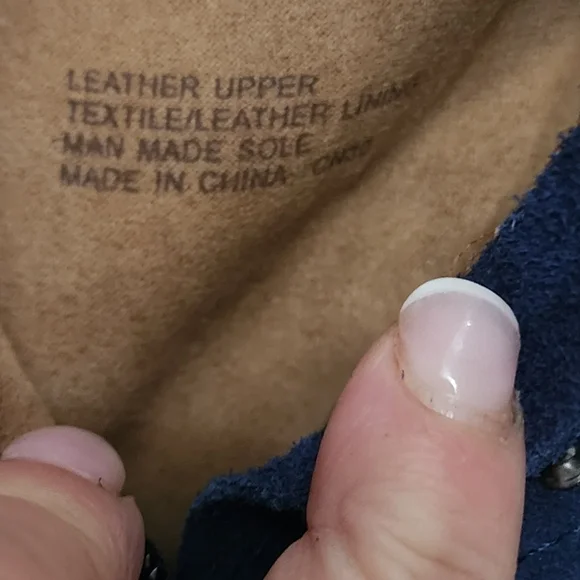 LEATHER UPPER
TEXTILE/LEATHER LINING
MAN MADE SOLE
MADE IN CHINA